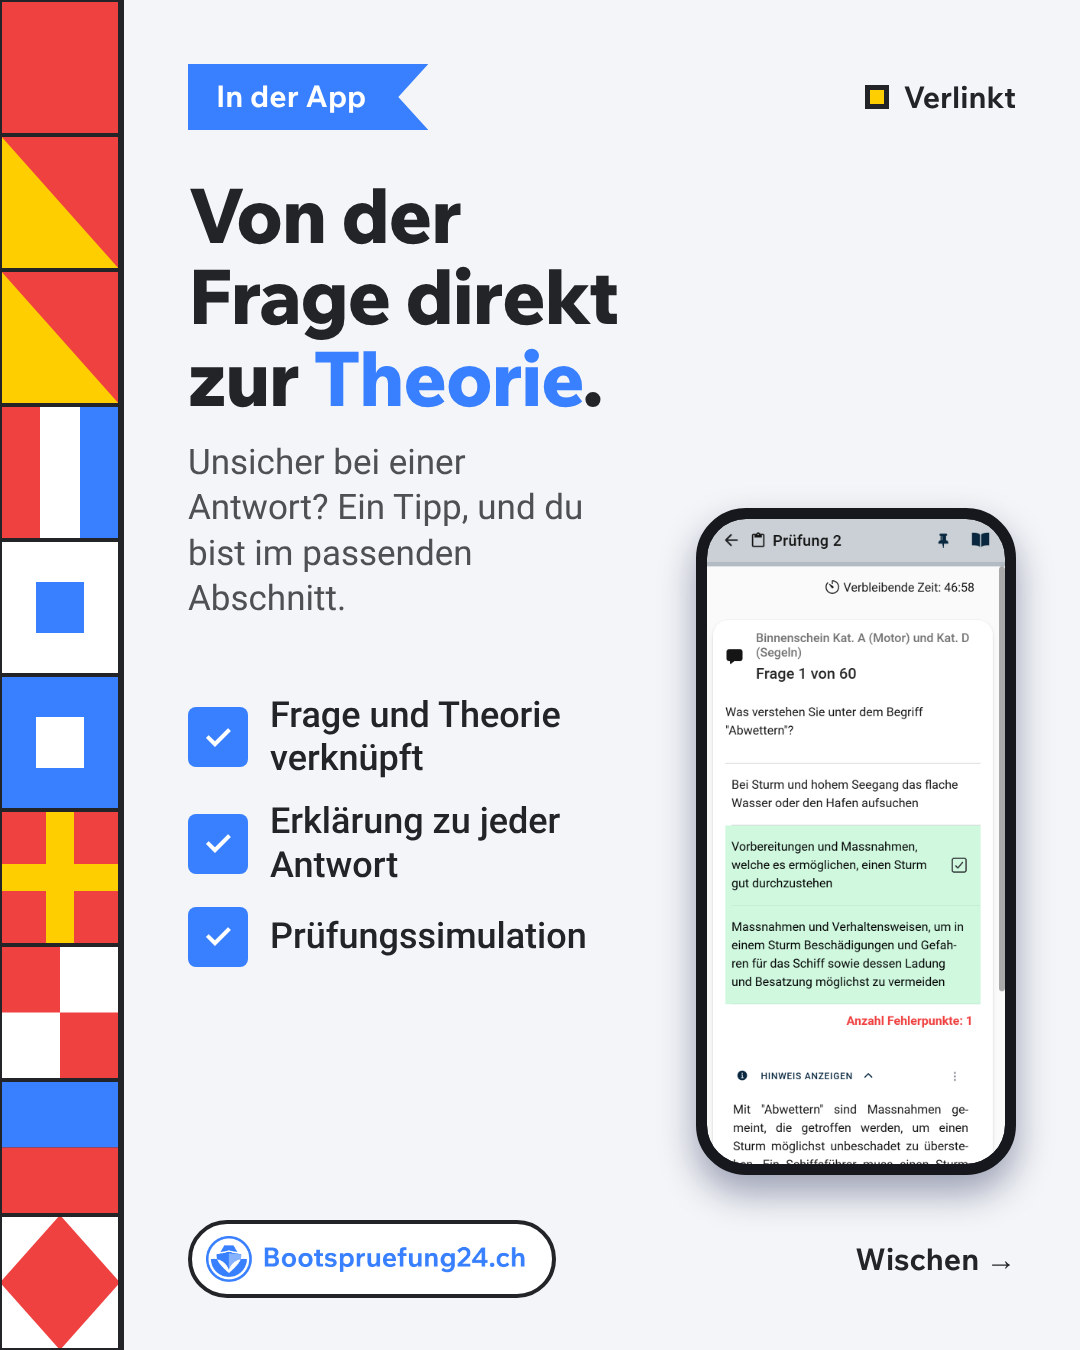 In der App
Verlinkt
Von der
Frage direkt
zur Theorie.
Unsicher bei einer
Antwort? Ein Tipp, und du
bist im passenden
Abschnitt.
Frage und Theorie
verknüpft
Erklärung zu jeder
Antwort
Prüfungssimulation
Prüfung 2
Verbleibende Zeit: 46:58
Binnenschein Kat. A (Motor) und Kat. D
(Segeln)
Frage 1 von 60
Was verstehen Sie unter dem Begriff
"Abwettern"?
Bei Sturm und hohem Seegang das flache
Wasser oder den Hafen aufsuchen
Vorbereitungen und Massnahmen,
welche es ermöglichen, einen Sturm
gut durchzustehen
Massnahmen und Verhaltensweisen, um in
einem Sturm Beschädigungen und Gefah-
ren für das Schiff sowie dessen Ladung
und Besatzung möglichst zu vermeiden
Anzahl Fehlerpunkte: 1
HINWEIS ANZEIGEN
Mit "Abwettern" sind Massnahmen ge-
meint, die getroffen werden, um einen
Sturm möglichst unbeschadet zu überste-
hen. Ein Schiffsführer muss einen Sturm
Bootspruefung24.ch
Wischen →